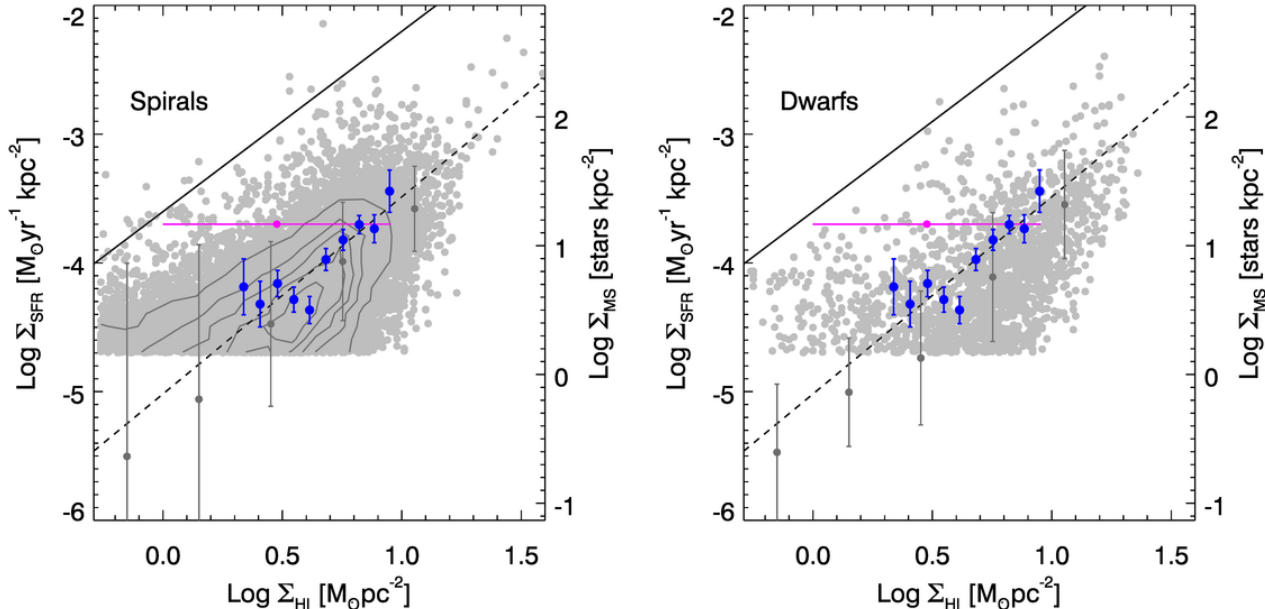 Spirals
-2
-3
-4
-5
-6
2
1
0
-1
0.0 0.5 1.0 1.5
Log Σ_SFR [M_⊙yr^-1 kpc^-2]
Log Σ_MS [stars kpc^-2]
Log Σ_HI [M_⊙pc^-2]
Dwarfs
-2
-3
-4
-5
-6
2
1
0
-1
0.0 0.5 1.0 1.5
Log Σ_SFR [M_⊙yr^-1 kpc^-2]
Log Σ_MS [stars kpc^-2]
Log Σ_HI [M_⊙pc^-2]